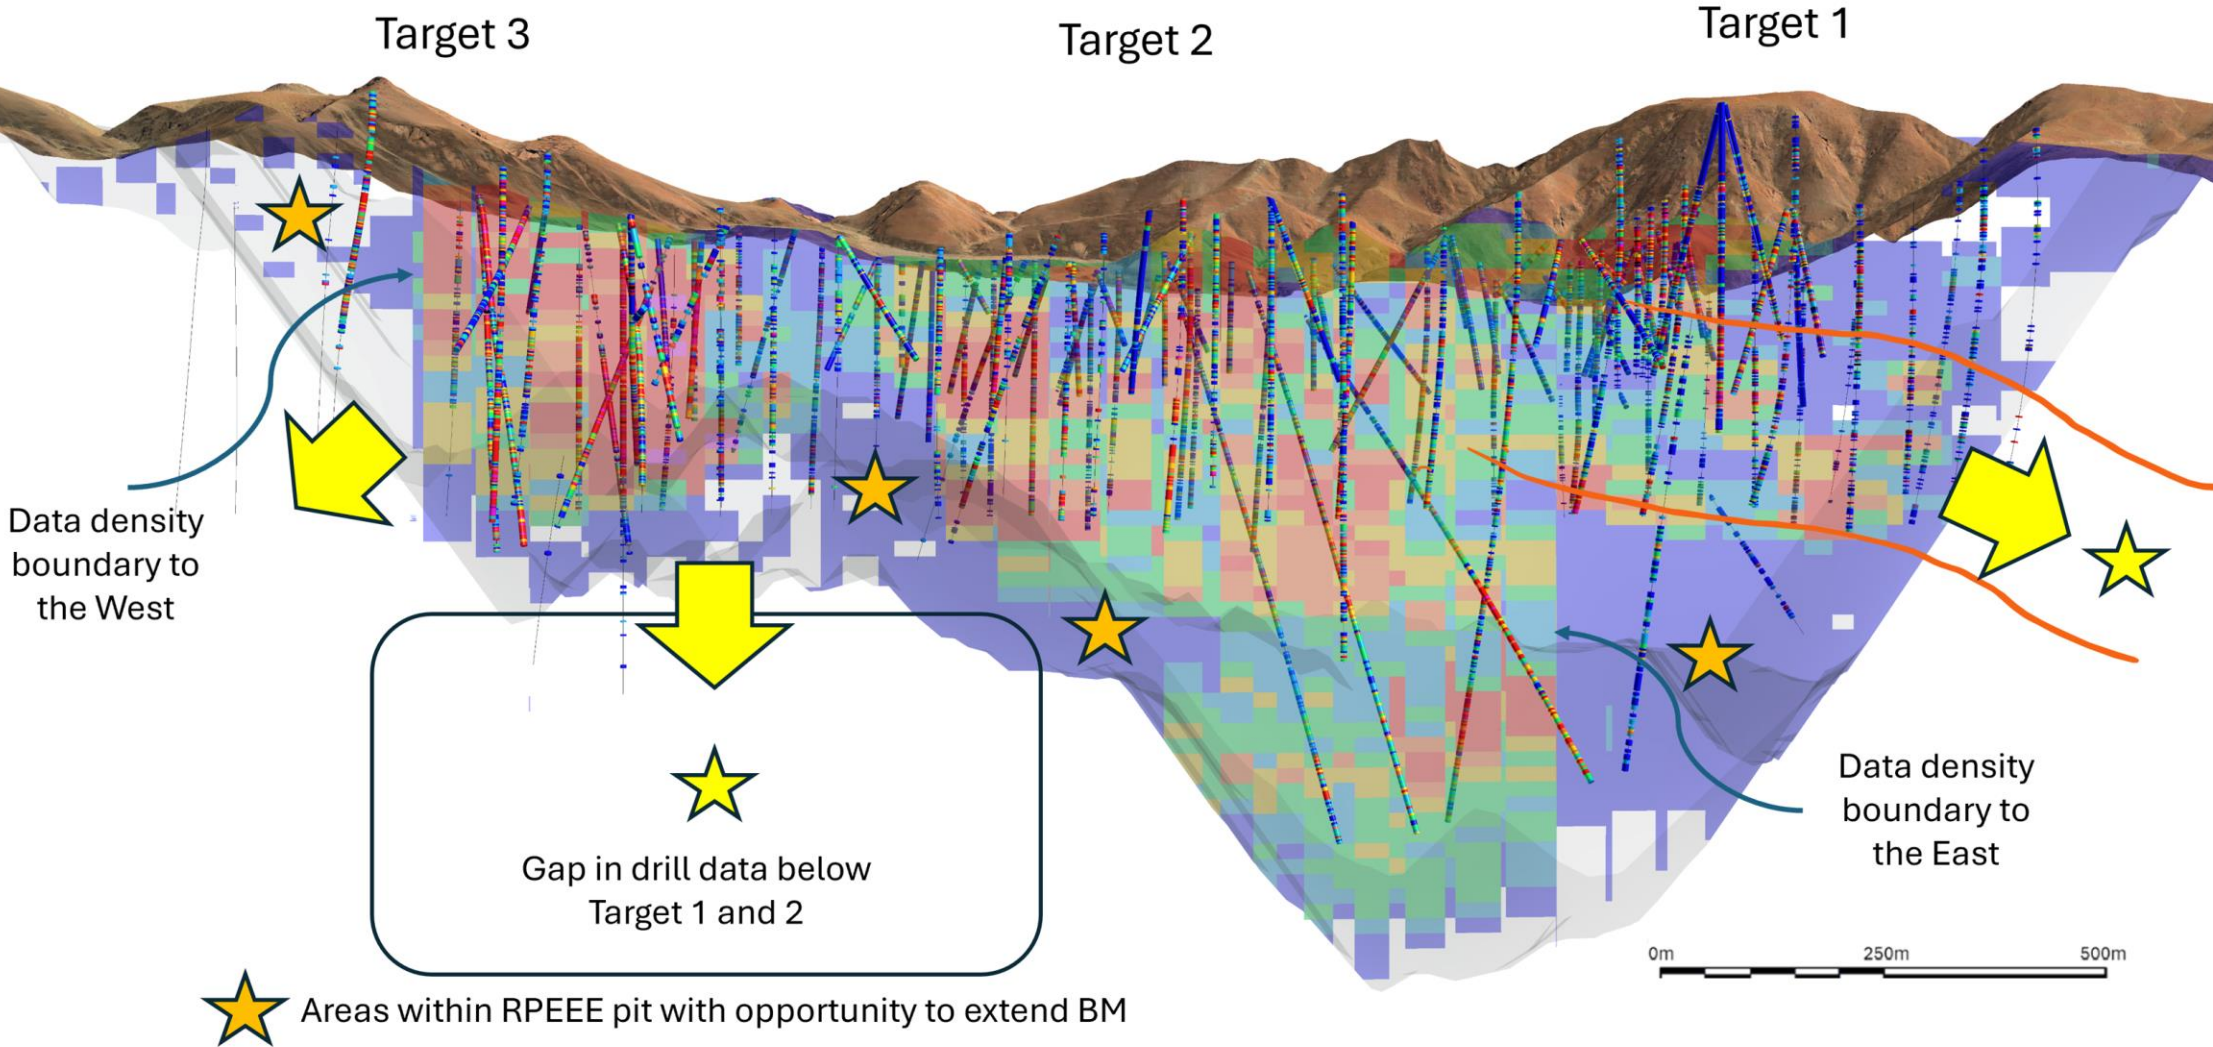 Target 3
Target 2
Target 1
Data density
boundary to
the West
Gap in drill data below
Target 1 and 2
Data density
boundary to
the East
0m
250m
500m
Areas within RPEEE pit with opportunity to extend BM